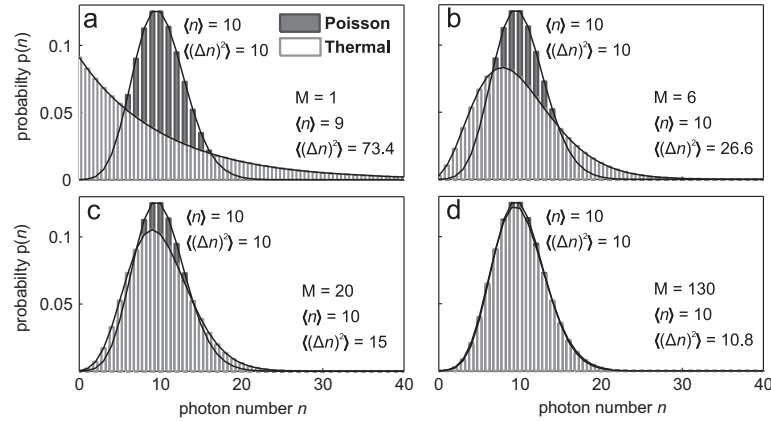 a
⟨n⟩ = 10
⟨(Δn)²⟩ = 10
Poisson
Thermal
M = 1
⟨n⟩ = 9
⟨(Δn)²⟩ = 73.4
probabilty p(n)
0.1
0.05
0
b
⟨n⟩ = 10
⟨(Δn)²⟩ = 10
M = 6
⟨n⟩ = 10
⟨(Δn)²⟩ = 26.6
c
⟨n⟩ = 10
⟨(Δn)²⟩ = 10
M = 20
⟨n⟩ = 10
⟨(Δn)²⟩ = 15
probabilty p(n)
0.1
0.05
0 10 20 30 40
photon number n
d
⟨n⟩ = 10
⟨(Δn)²⟩ = 10
M = 130
⟨n⟩ = 10
⟨(Δn)²⟩ = 10.8
0 10 20 30 40
photon number n